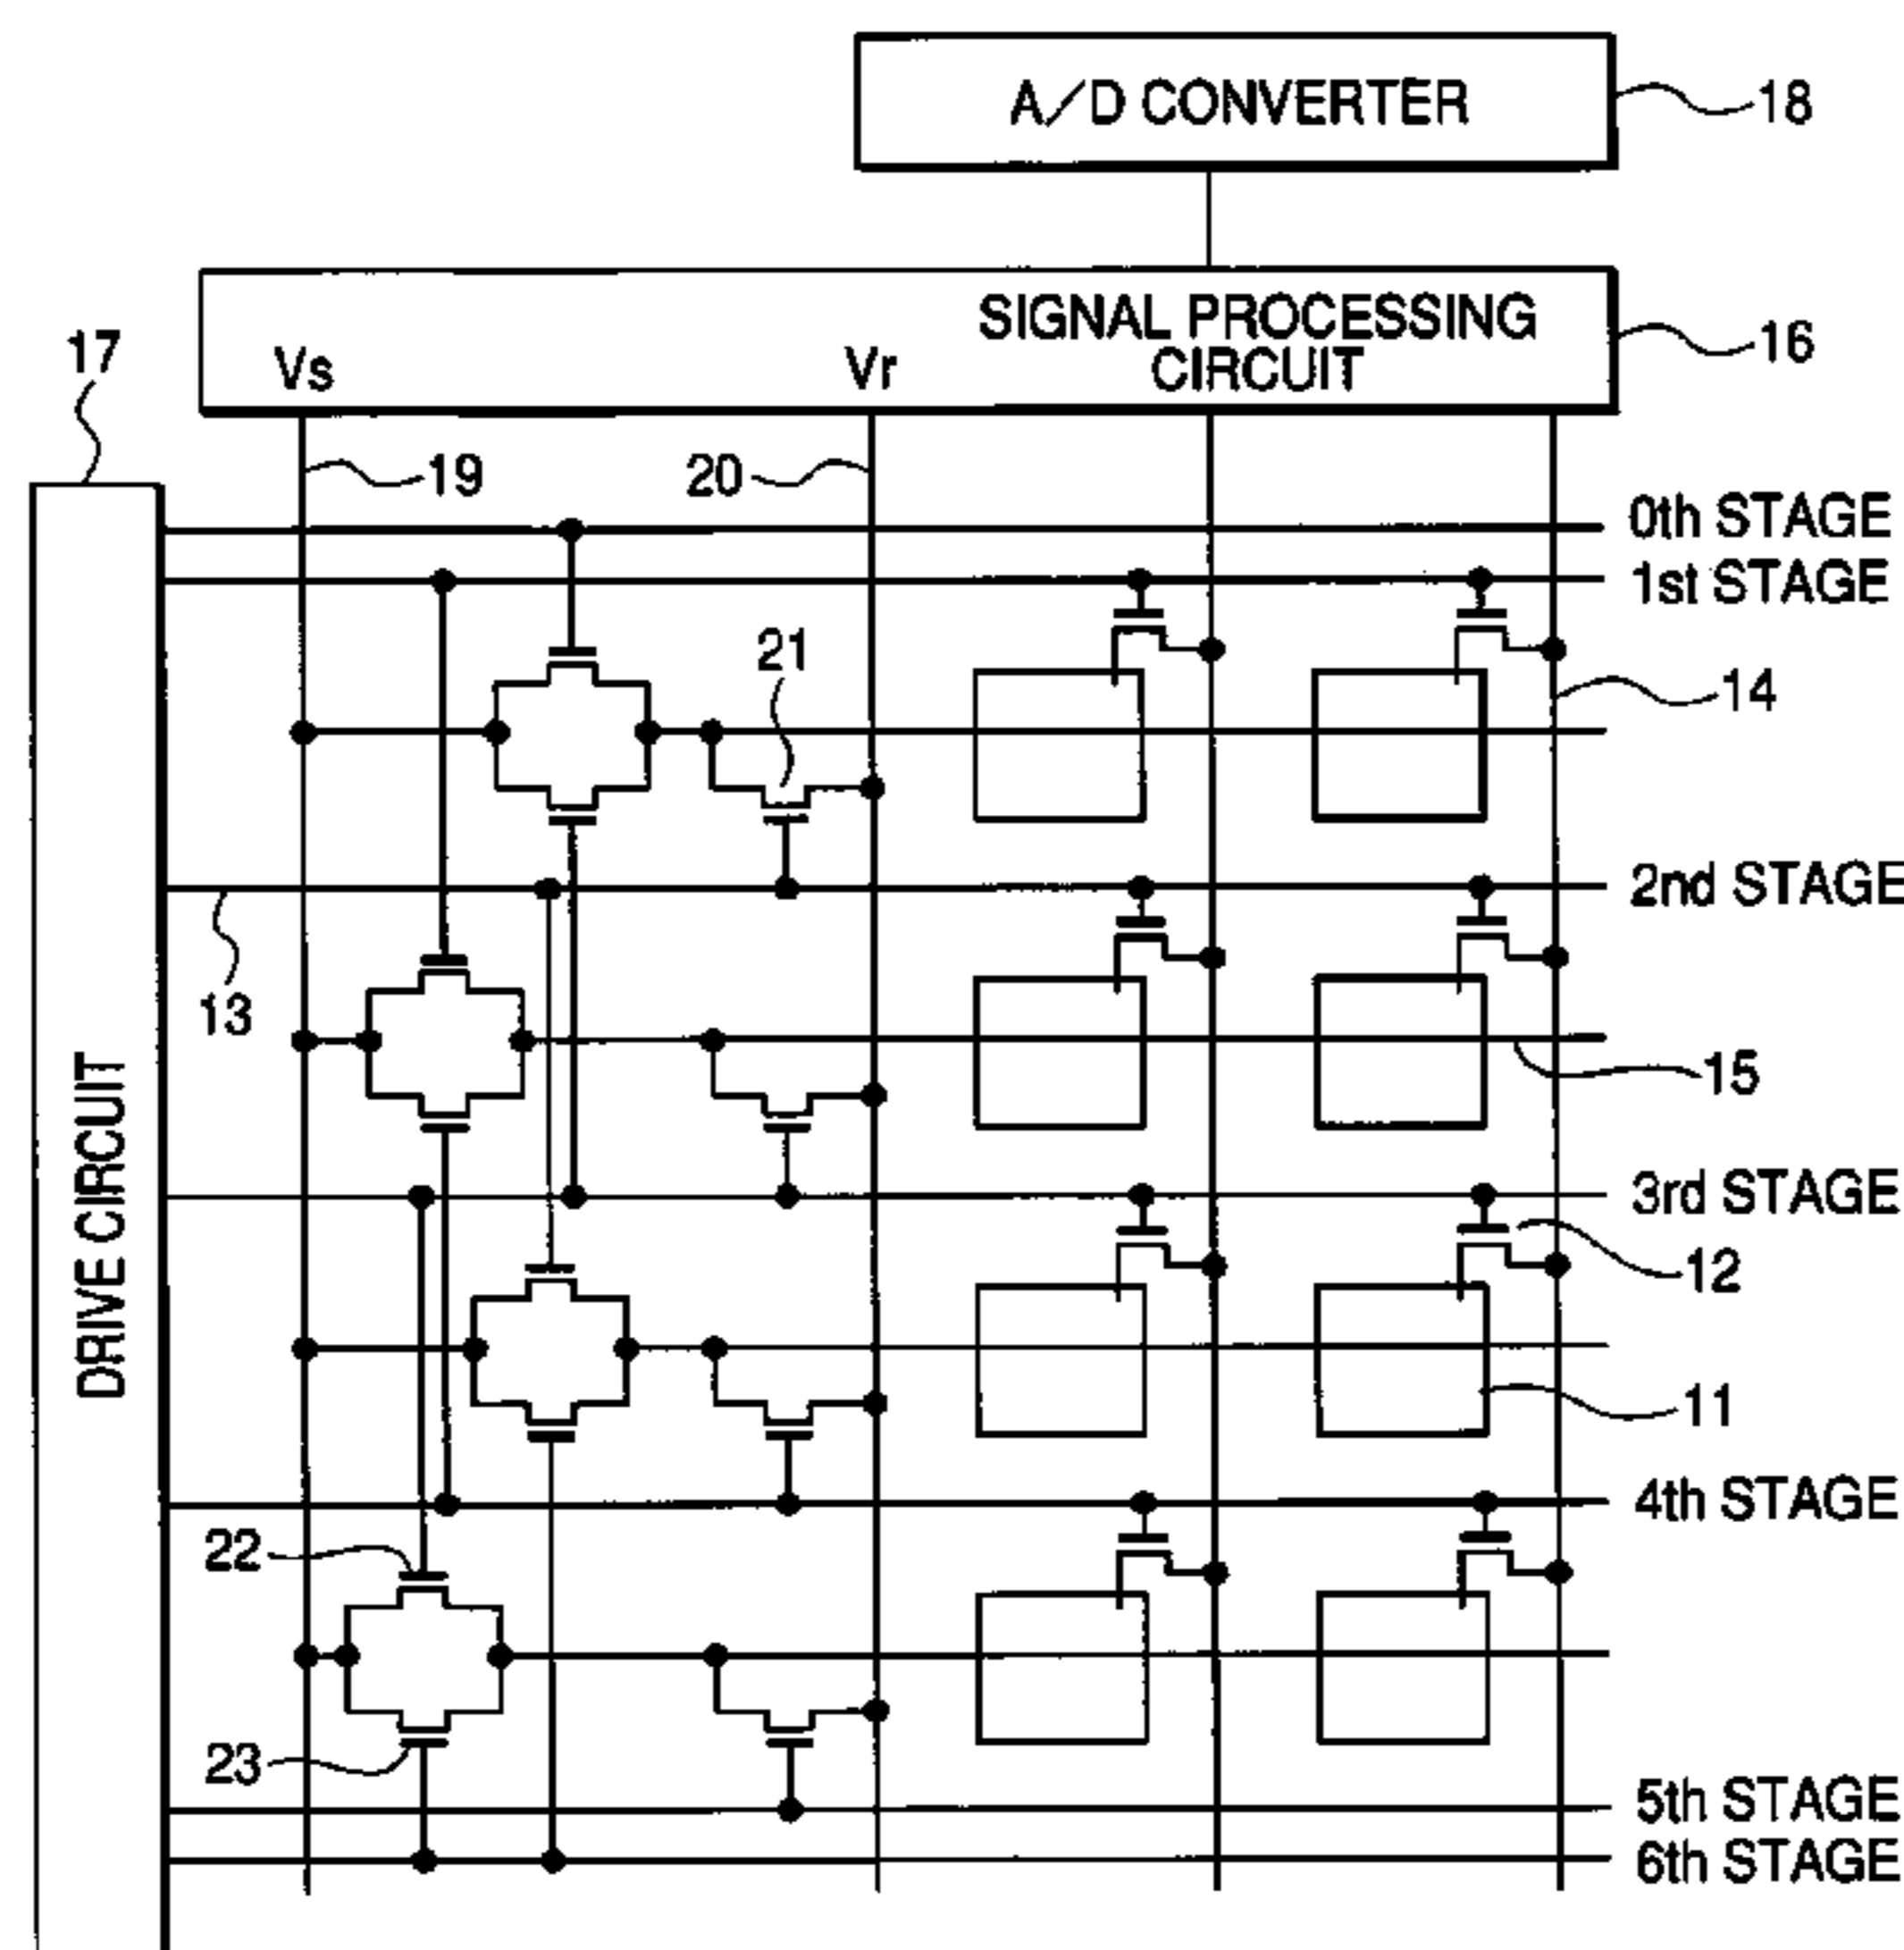 A/D CONVERTER
18
SIGNAL PROCESSING
CIRCUIT
Vs
Vr
16
17
19
20
0th STAGE
1st STAGE
21
14
2nd STAGE
13
15
DRIVE CIRCUIT
3rd STAGE
12
11
4th STAGE
22
23
5th STAGE
6th STAGE